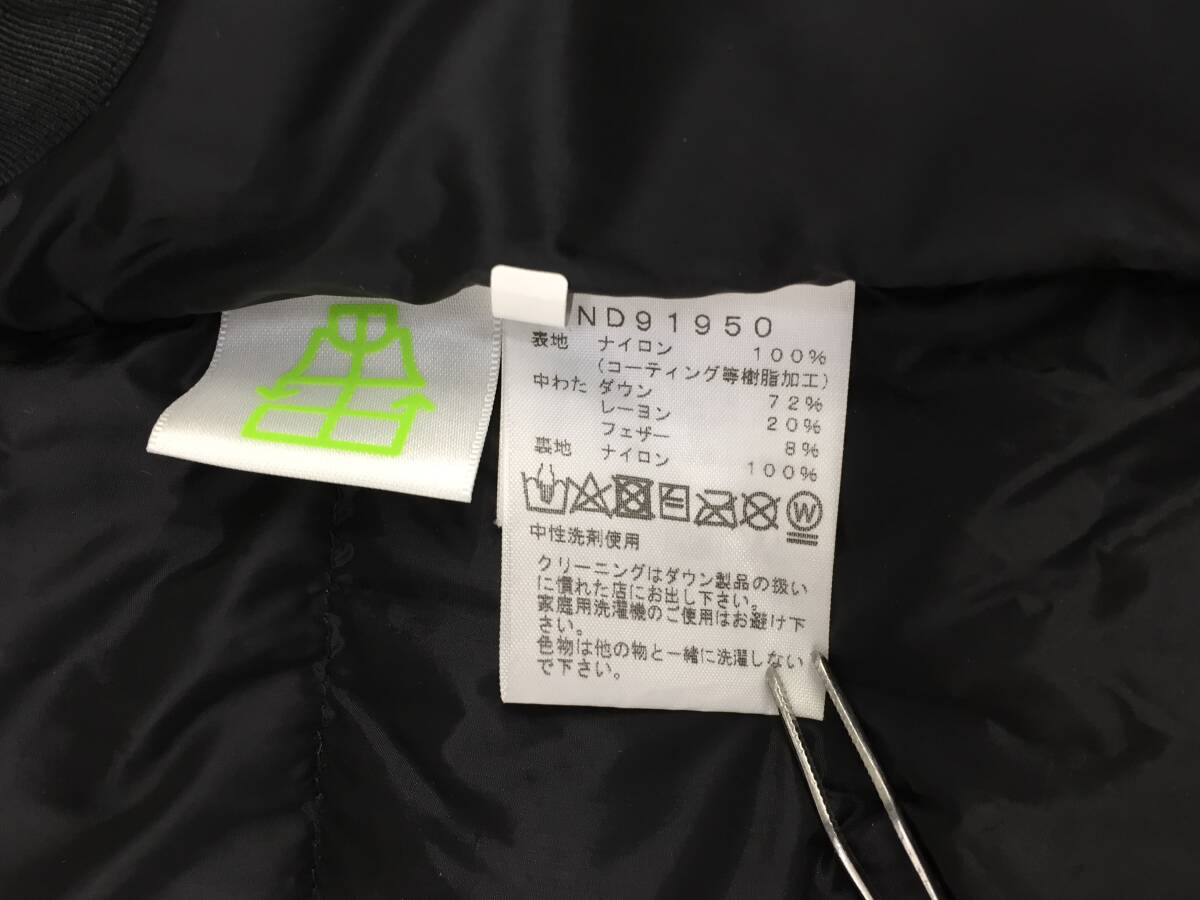 ND91950
表地 ナイロン 100%
(コーティング等樹脂加工)
中わた ダウン 72%
レーヨン 20%
フェザー 8%
裏地 ナイロン 100%
W
中性洗剤使用
クリーニングはダウン製品の扱い
に慣れた店にお出し下さい。
家庭用洗濯機のご使用はお避け下
さい。
色物は他の物と一緒に洗濯しない
で下さい。